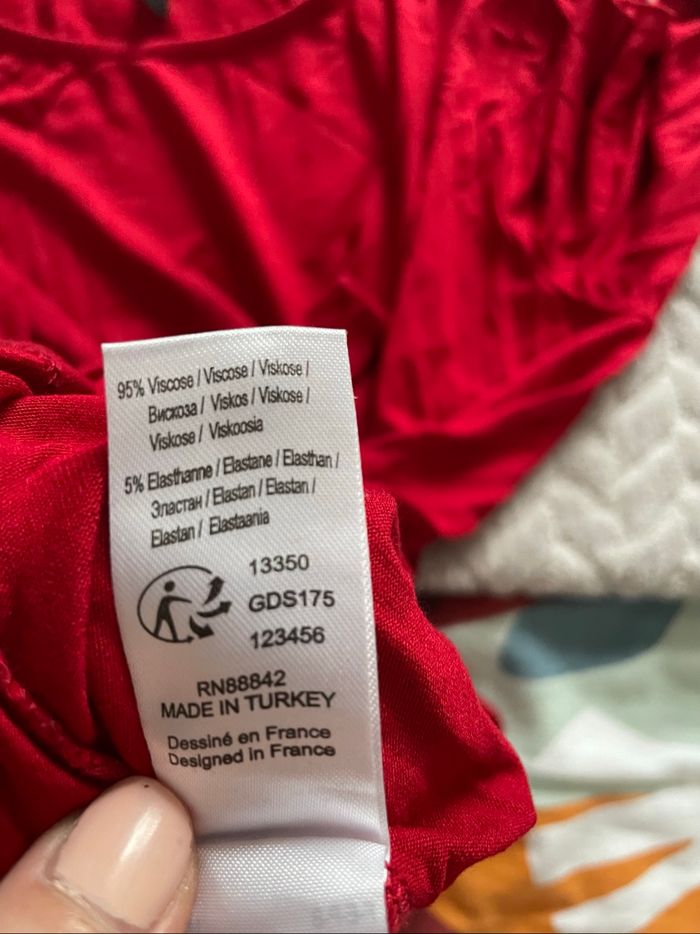 95% Viscose / Viscose / Viskose /
Вискоза / Viskos / Viskose /
Viskose / Viskoosia
5% Elasthanne / Elastane / Elasthan /
Эластан / Elastan / Elastan /
Elastan / Elastaania
13350
GDS175
123456
RN88842
MADE IN TURKEY
Dessiné en France
Designed in France